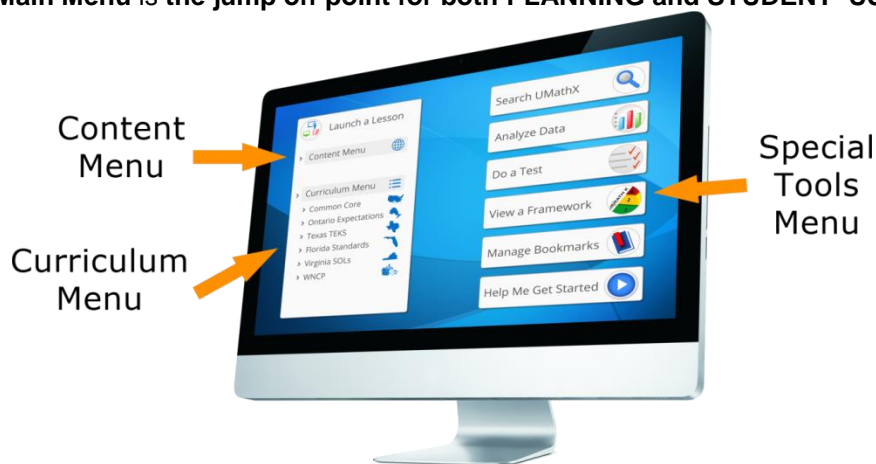 Main Menu is the jump on point for both PLANNING and STUDENT
Content
Menu
Curriculum
Menu
Launch a Lesson
› Content Menu
› Curriculum Menu
› Common Core
› Ontario Expectations
› Texas TEKS
› Florida Standards
› Virginia SOLs
› WNCP
Search UMathX
Analyze Data
Do a Test
View a Framework
Manage Bookmarks
Help Me Get Started
Special
Tools
Menu